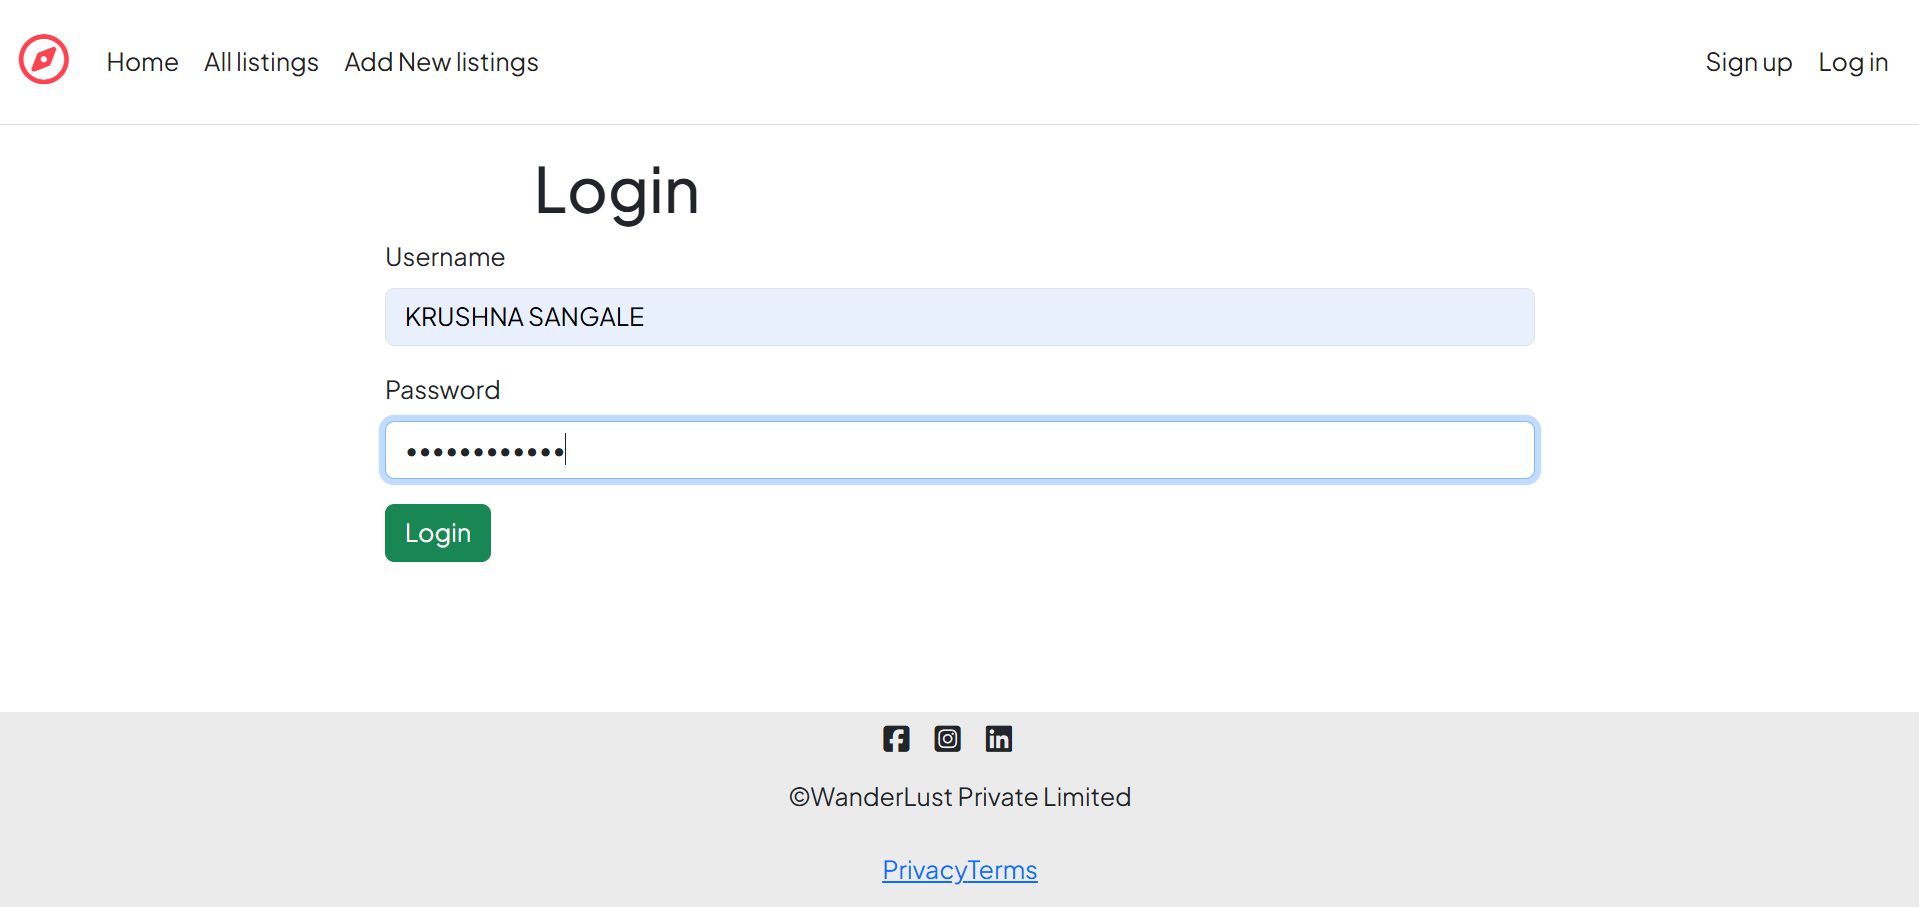 Home All listings Add New listings Sign up Log in
Login
Username
KRUSHNA SANGALE
Password
••••••••••••
Login
©WanderLust Private Limited
PrivacyTerms